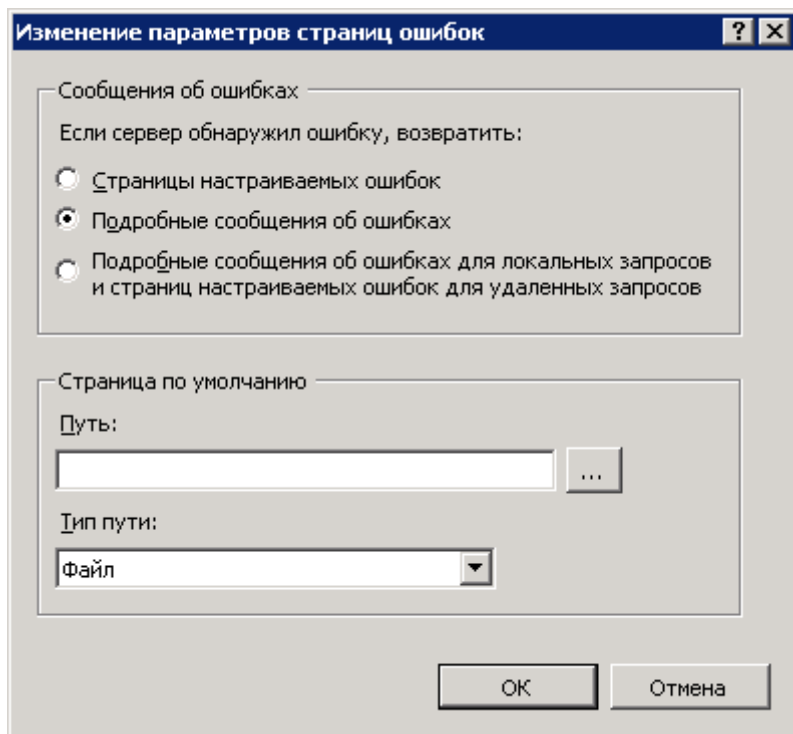 Изменение параметров страниц ошибок
Сообщения об ошибках
Если сервер обнаружил ошибку, возвратить:
Страницы настраиваемых ошибок
Подробные сообщения об ошибках
Подробные сообщения об ошибках для локальных запросов
и страниц настраиваемых ошибок для удаленных запросов
Страница по умолчанию
Путь:
...
Тип пути:
Файл
ОК
Отмена